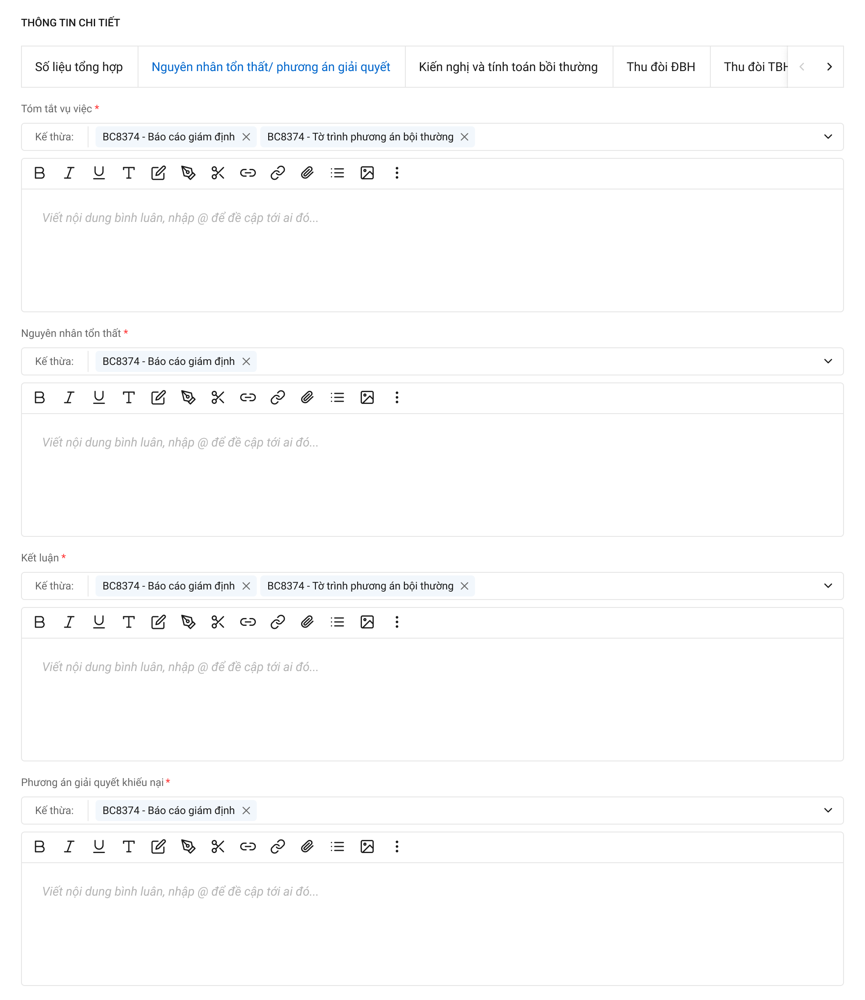 THÔNG TIN CHI TIẾT
Số liệu tổng hợp Nguyên nhân tổn thất/ phương án giải quyết Kiến nghị và tính toán bồi thường Thu đòi ĐBH Thu đòi TBH
Tóm tắt vụ việc *
Kế thừa: BC8374 - Báo cáo giám định BC8374 - Tờ trình phương án bội thường
Viết nội dung bình luân, nhập @ để đề cập tới ai đó...
Nguyên nhân tổn thất *
Kế thừa: BC8374 - Báo cáo giám định
Viết nội dung bình luân, nhập @ để đề cập tới ai đó...
Kết luận *
Kế thừa: BC8374 - Báo cáo giám định BC8374 - Tờ trình phương án bội thường
Viết nội dung bình luân, nhập @ để đề cập tới ai đó...
Phương án giải quyết khiếu nại *
Kế thừa: BC8374 - Báo cáo giám định
Viết nội dung bình luân, nhập @ để đề cập tới ai đó...